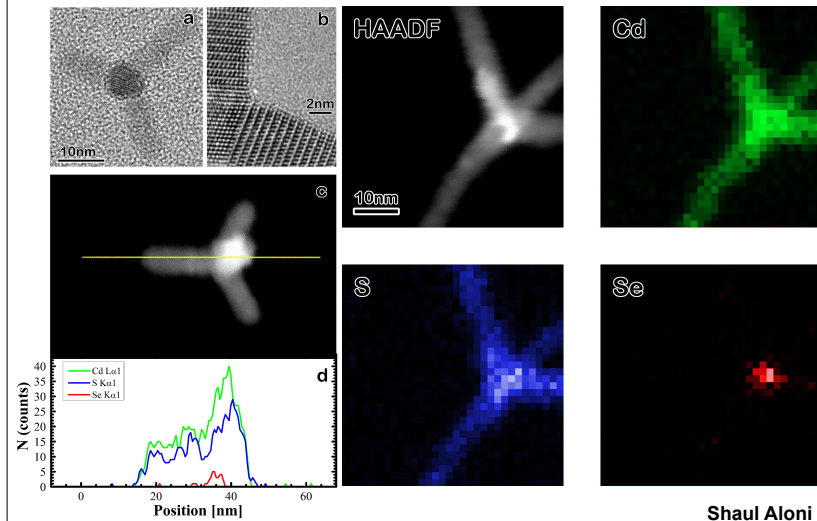 a
b
2nm
10nm
c
40
35
30
25
20
15
10
5
0
N (counts)
Cd Lα1
S Kα1
Se Kα1
d
0
20
40
60
Position [nm]
HAADF
10nm
Cd
S
Se
Shaul Aloni